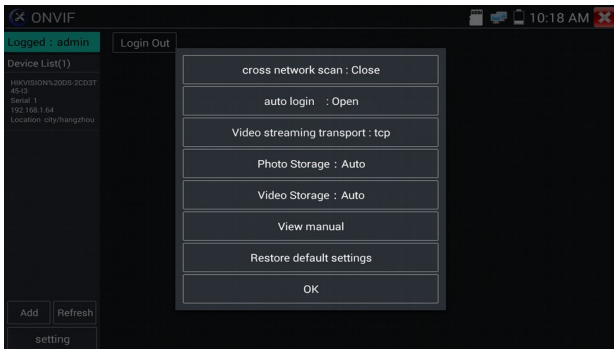 ONVIF
10:18 AM
Logged : admin
Login Out
Device List(1)
HIKVISION%20DS-2CD3T
45-I3
Serial 1
192.168.1.64
Location city/hangzhou
cross network scan : Close
auto login : Open
Video streaming transport : tcp
Photo Storage : Auto
Video Storage : Auto
View manual
Restore default settings
OK
Add
Refresh
setting